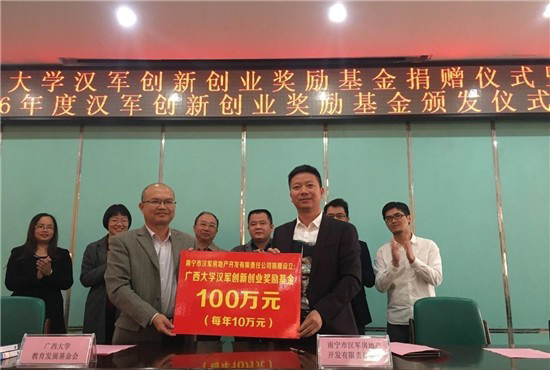 大学汉军创新创业奖励基金捐赠仪式
6年度汉军创新创业奖励基金颁发仪式
南宁市汉军房地产开发有限责任公司捐赠设立:
广西大学汉军创新创业奖励基金
100万元
(每年10万元)
广西大学
教育发展基金会
南宁市汉军房地产
开发有限责